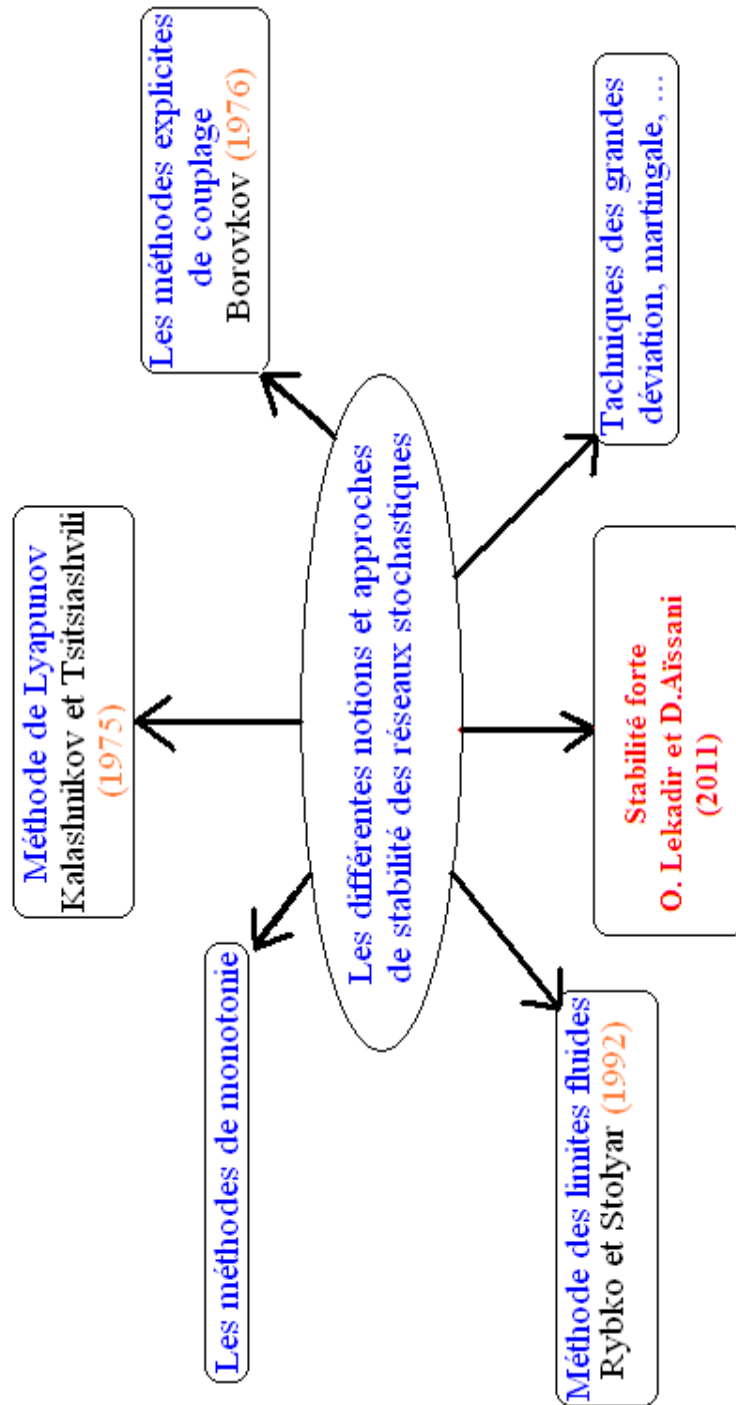 Méthode de Lyapunov
Kalashnikov et Tsitsiashvili
(1975)
Les méthodes de monotonie
Les méthodes explicites
de couplage
Borovkov (1976)
Les différentes notions et approches
de stabilité des réseaux stochastiques
Méthode des limites fluides
Rybko et Stolyar (1992)
Stabilité forte
O. Lekadir et D.Aïssani
(2011)
Tachniques des grandes
déviation, martingale, ...